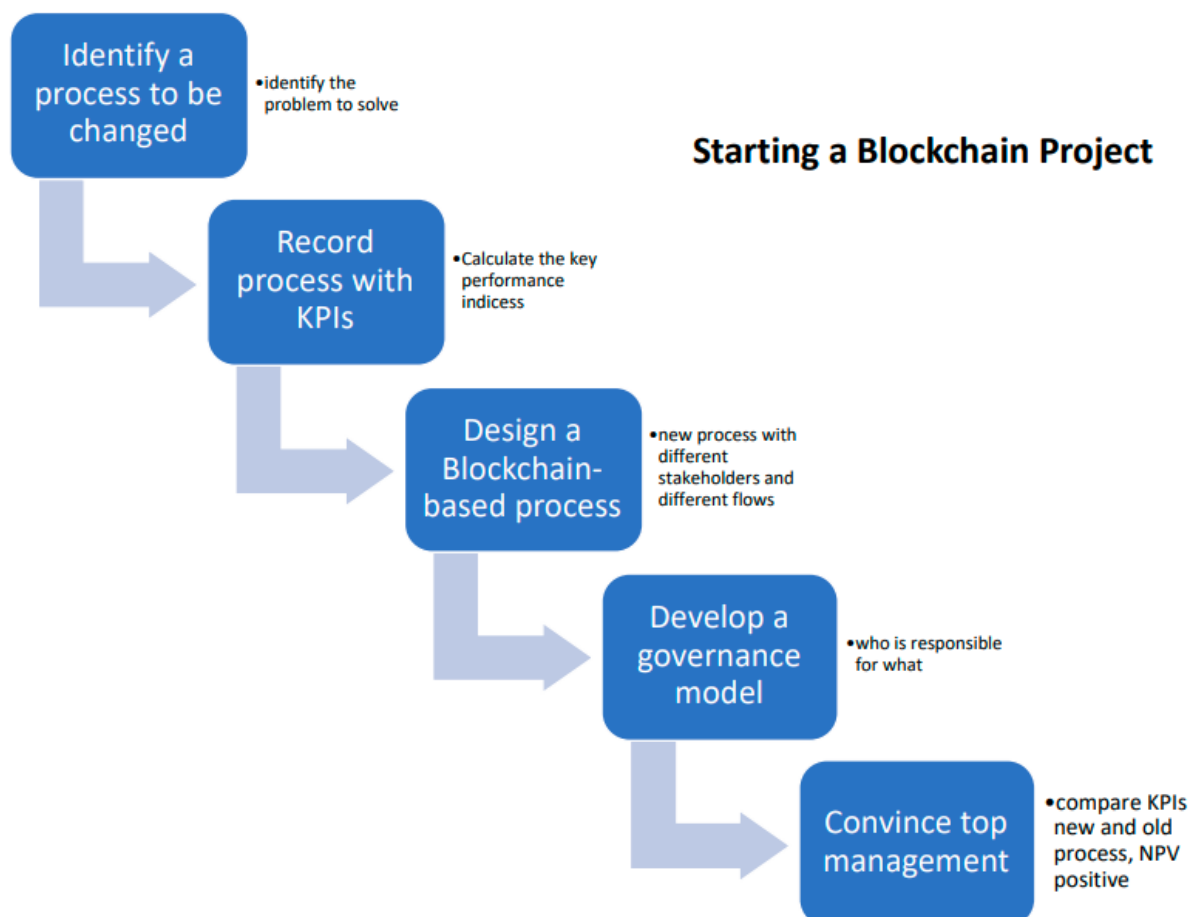 Identify a
process to be
changed
•identify the
problem to solve
Starting a Blockchain Project
Record
process with
KPIs
•Calculate the key
performance
indicess
Design a
Blockchain-
based process
•new process with
different
stakeholders and
different flows
Develop a
governance
model
•who is responsible
for what
Convince top
management
•compare KPIs
new and old
process, NPV
positive